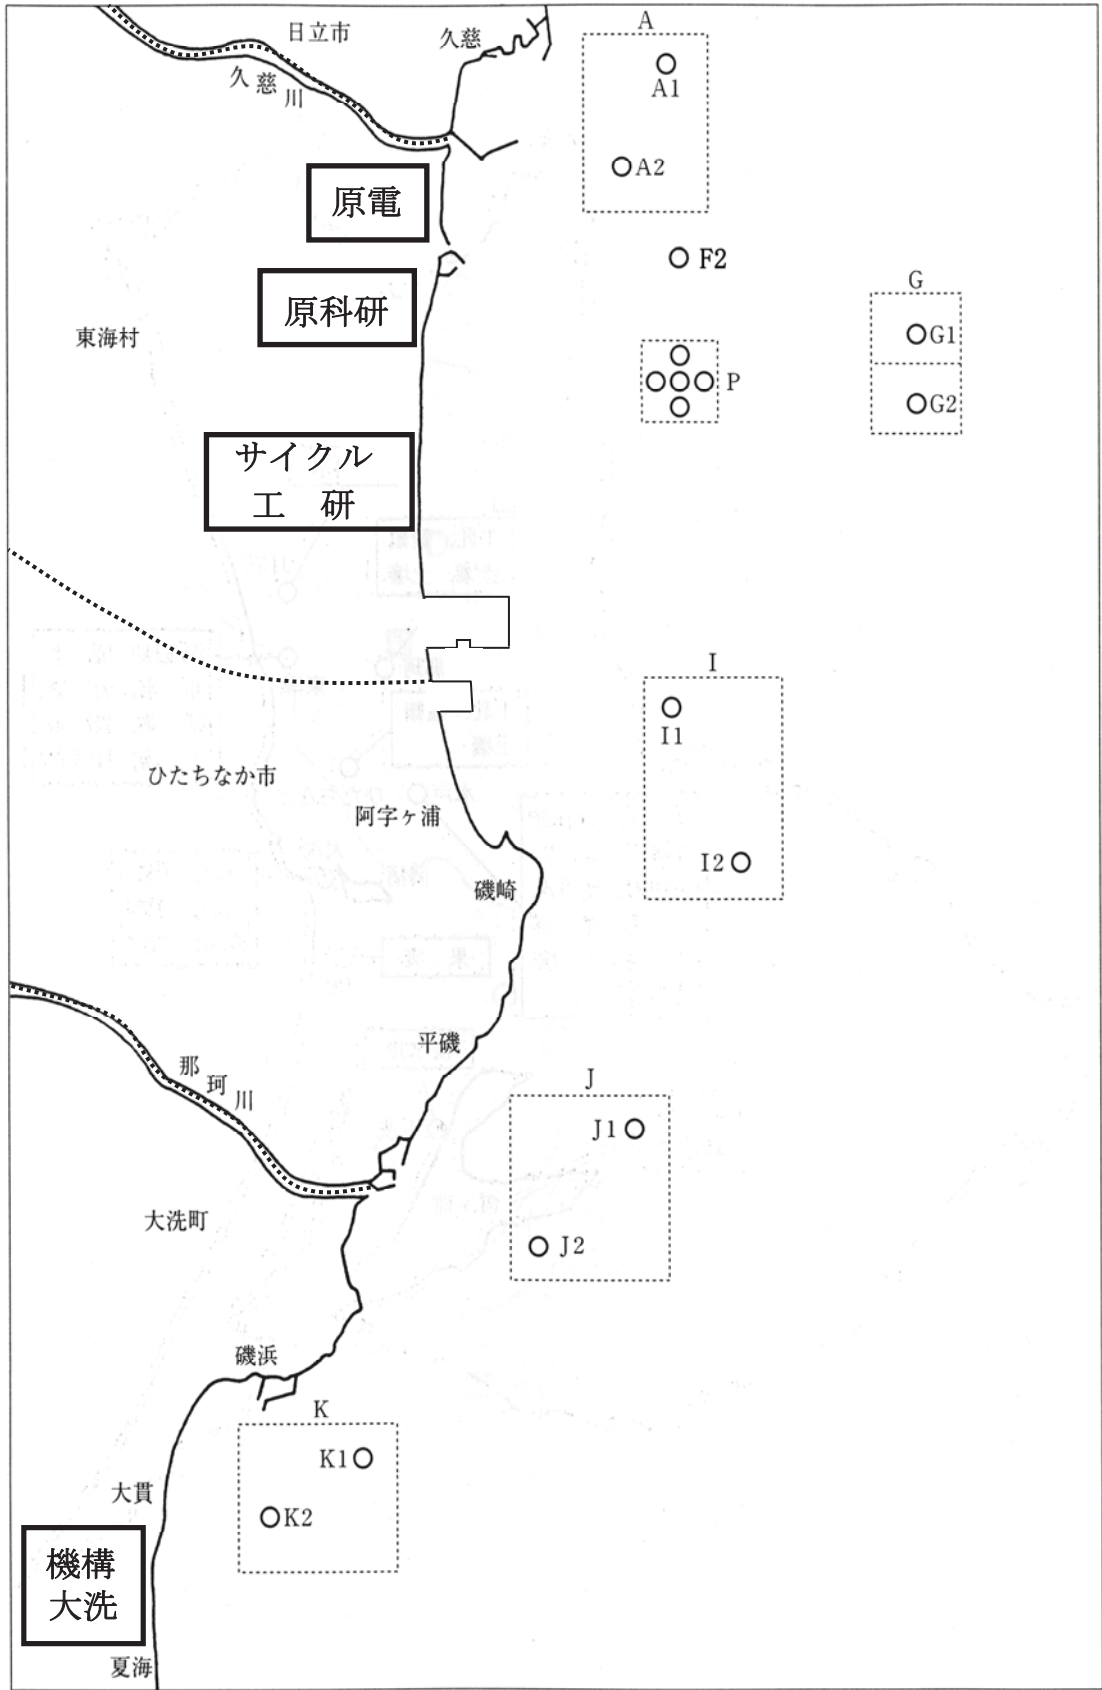 日立市
久慈
久慈川
A
A1
A2
原電
F2
原科研
G
G1
東海村
P
G2
サイクル
工 研
I
I1
ひたちなか市
阿字ヶ浦
I2
磯崎
平磯
那珂川
J
J1
大洗町
J2
磯浜
K
K1
大貫
K2
機構
大洗
夏海